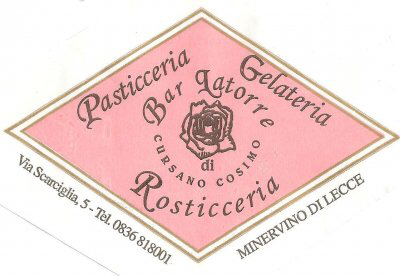 Pasticceria
Gelateria
Bar Latorre
di
CURSANO COSIMO
Rosticceria
Via Scarciglia, 5 - Tel. 0836 818001
MINERVINO DI LECCE